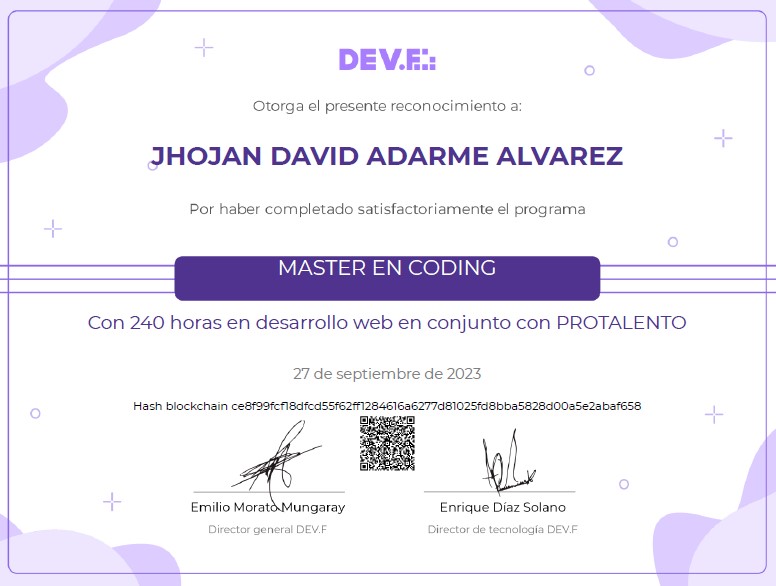 DEV.F.:
Otorga el presente reconocimiento a:
JHOJAN DAVID ADARME ALVAREZ
Por haber completado satisfactoriamente el programa
MASTER EN CODING
Con 240 horas en desarrollo web en conjunto con PROTALENTO
27 de septiembre de 2023
Hash blockchain ce8f99fcf18dfcd55f62ff1284616a6277d81025fd8bba5828d00a5e2abaf658
Emilio Morato Mungaray
Enrique Díaz Solano
Director general DEV.F
Director de tecnología DEV.F